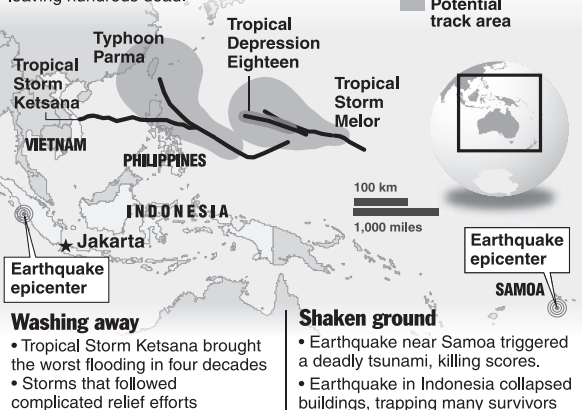 leaving hundreds dead.
Potential
track area
Typhoon
Parma
Tropical
Depression
Eighteen
Tropical
Storm
Ketsana
Tropical
Storm
Melor
VIETNAM
PHILIPPINES
100 km
1,000 miles
INDONESIA
Jakarta
Earthquake
epicenter
Earthquake
epicenter
SAMOA
Washing away
• Tropical Storm Ketsana brought
the worst flooding in four decades
• Storms that followed
complicated relief efforts
Shaken ground
• Earthquake near Samoa triggered
a deadly tsunami, killing scores.
• Earthquake in Indonesia collapsed
buildings, trapping many survivors